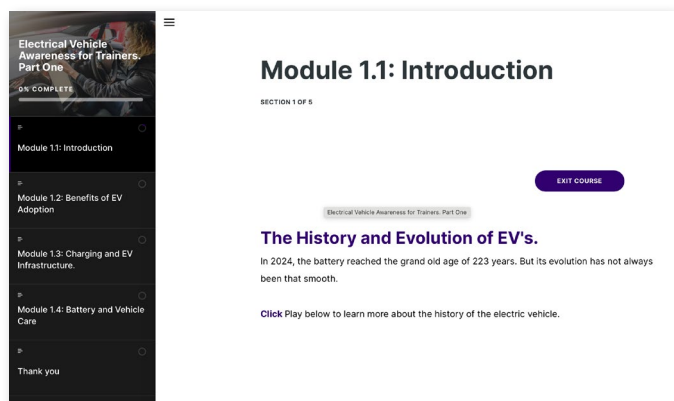 Electrical Vehicle
Awareness for Trainers.
Part One
0% COMPLETE
Module 1.1: Introduction
Module 1.2: Benefits of EV
Adoption
Module 1.3: Charging and EV
Infrastructure.
Module 1.4: Battery and Vehicle
Care
Thank you
Module 1.1: Introduction
SECTION 1 OF 5
EXIT COURSE
Electrical Vehicle Awareness for Trainers. Part One
The History and Evolution of EV's.
In 2024, the battery reached the grand old age of 223 years. But its evolution has not always
been that smooth.
Click Play below to learn more about the history of the electric vehicle.